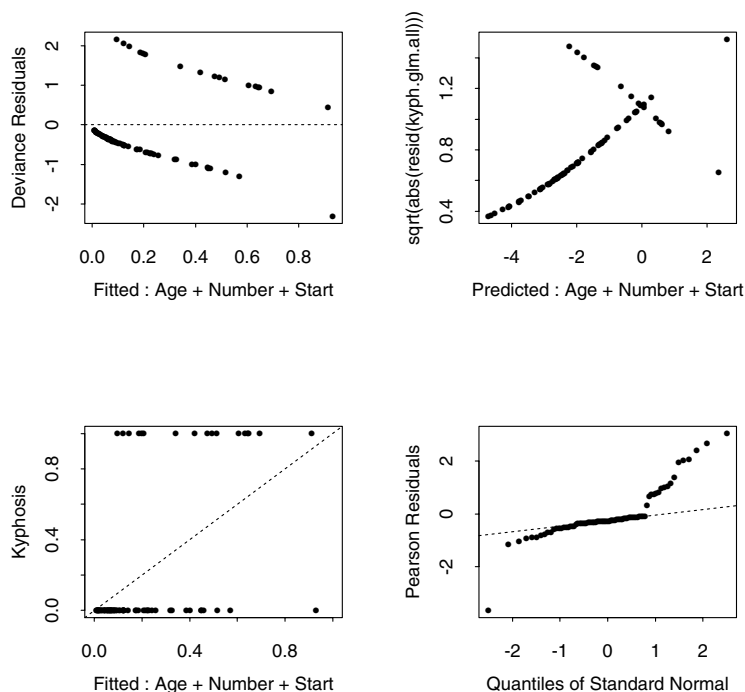 2
1
0
-1
-2
Deviance Residuals
0.0 0.2 0.4 0.6 0.8
Fitted : Age + Number + Start
1.2
0.8
0.4
sqrt(abs(resid(kyph.glm.all)))
-4 -2 0 2
Predicted : Age + Number + Start
0.8
0.4
0.0
Kyphosis
0.0 0.4 0.8
Fitted : Age + Number + Start
2
0
-2
Pearson Residuals
-2 -1 0 1 2
Quantiles of Standard Normal